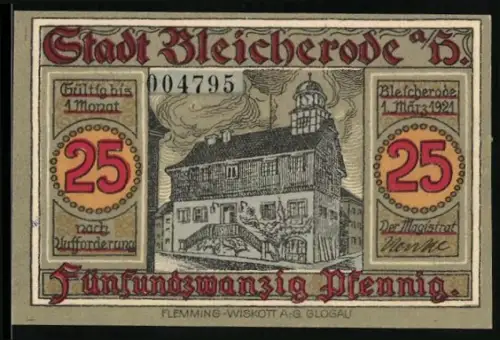 Stadt Bleicherode a/H.
Gültig bis
1 Monat
25
nach
Aufforderung
004795
Bleicherode
1. März 1921
25
Der Magistrat
Fünfundzwanzig Pfennig.
FLEMMING-WISKOTT A.G. GLOGAU